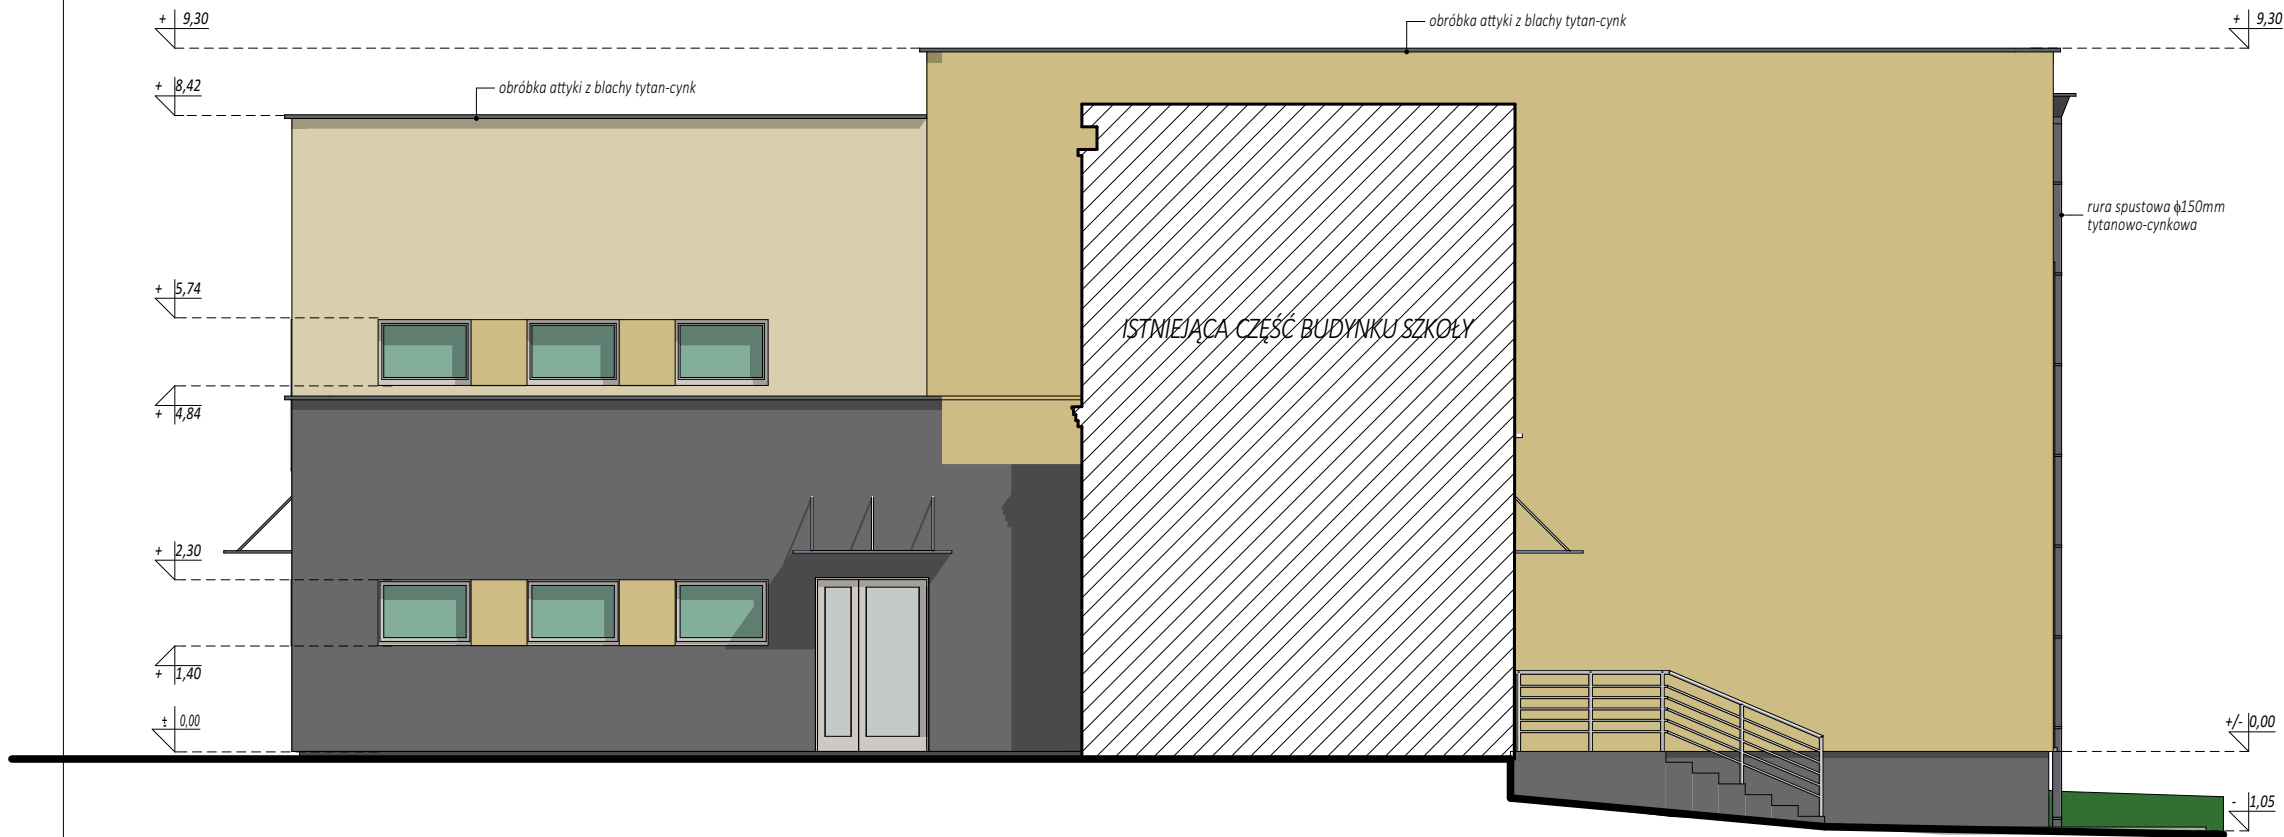 + 9,30
obróbka attyki z blachy tytan-cynk
+ 9,30
+ 8,42
obróbka attyki z blachy tytan-cynk
rura spustowa ϕ150mm
tytanowo-cynkowa
+ 5,74
ISTNIEJĄCA CZĘŚĆ BUDYNKU SZKOŁY
+ 4,84
+ 2,30
+ 1,40
± 0,00
+/- 0,00
- 1,05